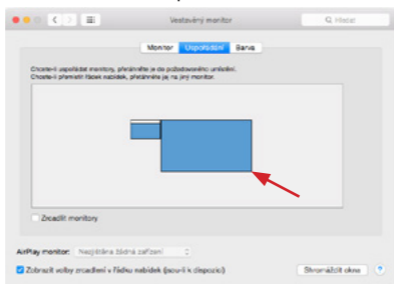 Vestavěný monitor
Hledat
Monitor Uspořádání Barva
Chcete-li uspořádat monitory, přetáhněte je do požadovaného umístění.
Chcete-li přemístit řádek nabídek, přetáhněte jej na jiný monitor.
Zrcadlit monitory
AirPlay monitor: Nezjištěna žádná zařízení
Zobrazit volby zrcadlení v řádku nabídek (jsou-li k dispozici)
Shromáždit okna ?